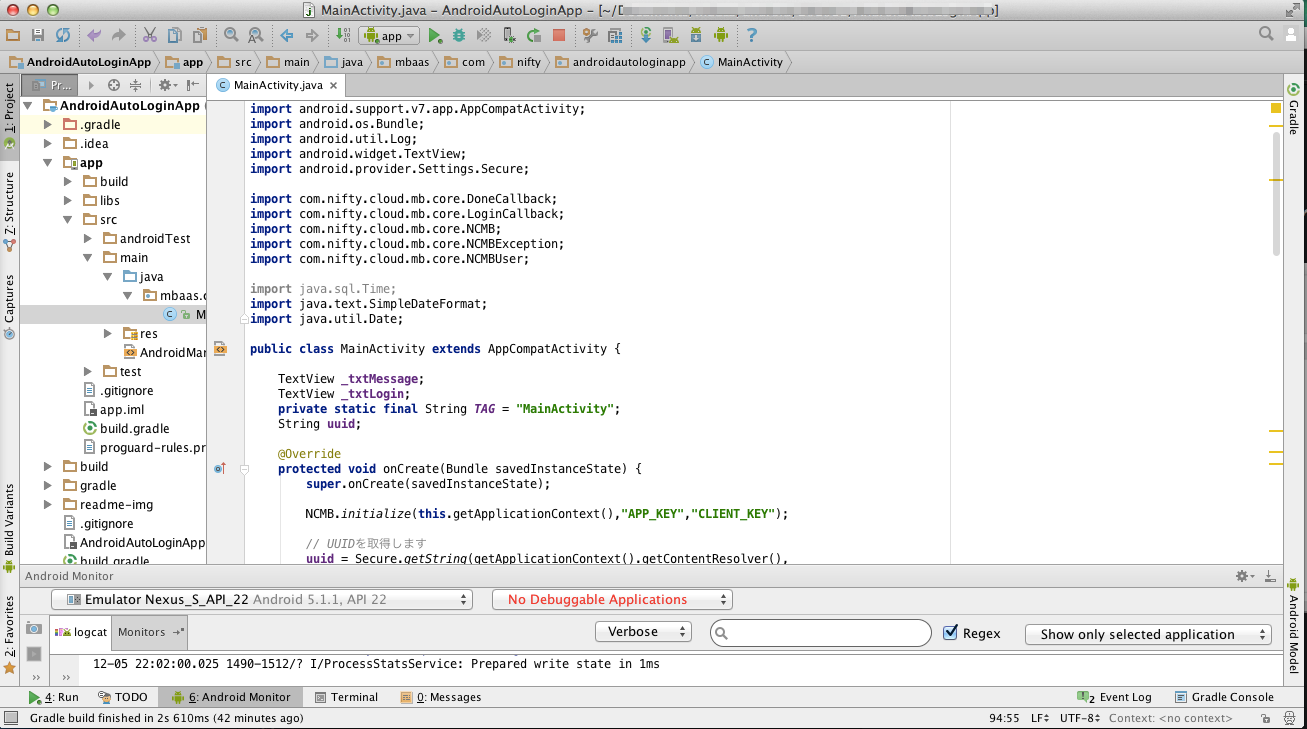 MainActivity.java – AndroidAutoLoginApp – [~/D
app]
app
AndroidAutoLoginApp
app
src
main
java
mbaas
com
nifty
androidautologinapp
MainActivity
Pr...
MainActivity.java
1: Project
Z: Structure
Captures
Build Variants
2: Favorites
Gradle
Android Model
AndroidAutoLoginApp
.gradle
.idea
app
build
libs
src
androidTest
main
java
mbaas.c
M
res
AndroidMar
test
.gitignore
app.iml
build.gradle
proguard-rules.pr
build
gradle
readme-img
.gitignore
AndroidAutoLoginApp
build.gradle
import android.support.v7.app.AppCompatActivity;
import android.os.Bundle;
import android.util.Log;
import android.widget.TextView;
import android.provider.Settings.Secure;
import com.nifty.cloud.mb.core.DoneCallback;
import com.nifty.cloud.mb.core.LoginCallback;
import com.nifty.cloud.mb.core.NCMB;
import com.nifty.cloud.mb.core.NCMBException;
import com.nifty.cloud.mb.core.NCMBUser;
import java.sql.Time;
import java.text.SimpleDateFormat;
import java.util.Date;
public class MainActivity extends AppCompatActivity {
TextView _txtMessage;
TextView _txtLogin;
private static final String TAG = "MainActivity";
String uuid;
@Override
protected void onCreate(Bundle savedInstanceState) {
super.onCreate(savedInstanceState);
NCMB.initialize(this.getApplicationContext(),"APP_KEY","CLIENT_KEY");
// UUIDを取得します
uuid = Secure.getString(getApplicationContext().getContentResolver(),
Android Monitor
Emulator Nexus_S_API_22 Android 5.1.1, API 22
No Debuggable Applications
logcat
Monitors
Verbose
Regex
Show only selected application
12-05 22:02:00.025 1490-1512/? I/ProcessStatsService: Prepared write state in 1ms
4: Run
TODO
6: Android Monitor
Terminal
0: Messages
2 Event Log
Gradle Console
Gradle build finished in 2s 610ms (42 minutes ago)
94:55
LF
UTF-8
Context: <no context>